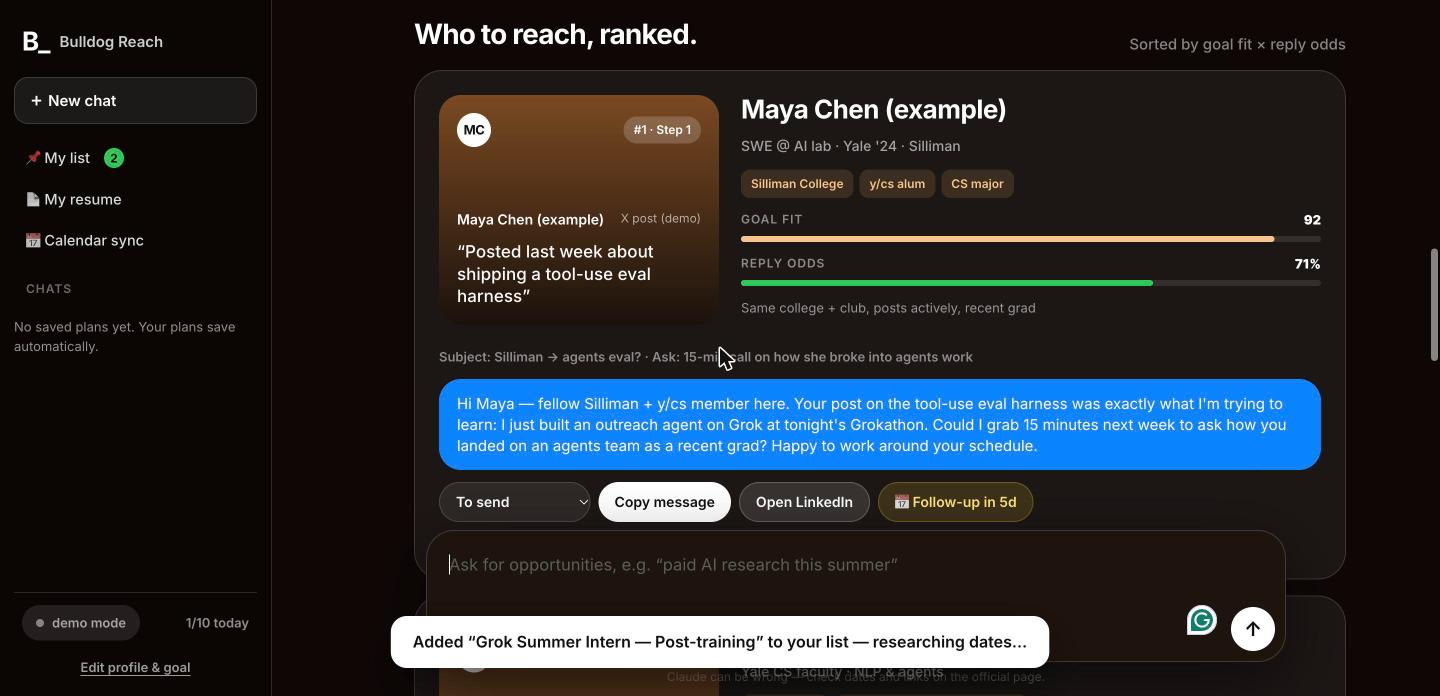 B_ Bulldog Reach
+ New chat
My list 2
My resume
Calendar sync
CHATS
No saved plans yet. Your plans save
automatically.
demo mode
1/10 today
Edit profile & goal
Who to reach, ranked.
Sorted by goal fit × reply odds
MC
#1 · Step 1
Maya Chen (example)
X post (demo)
“Posted last week about
shipping a tool-use eval
harness”
Maya Chen (example)
SWE @ AI lab · Yale '24 · Silliman
Silliman College
y/cs alum
CS major
GOAL FIT
92
REPLY ODDS
71%
Same college + club, posts actively, recent grad
Subject: Silliman → agents eval? · Ask: 15-min call on how she broke into agents work
Hi Maya — fellow Silliman + y/cs member here. Your post on the tool-use eval harness was exactly what I'm trying to
learn: I just built an outreach agent on Grok at tonight's Grokathon. Could I grab 15 minutes next week to ask how you
landed on an agents team as a recent grad? Happy to work around your schedule.
To send
Copy message
Open LinkedIn
Follow-up in 5d
Ask for opportunities, e.g. “paid AI research this summer”
Added “Grok Summer Intern — Post-training” to your list — researching dates…
Yale CS faculty · NLP & agents
Claude can be wrong — check dates and links on the official page.